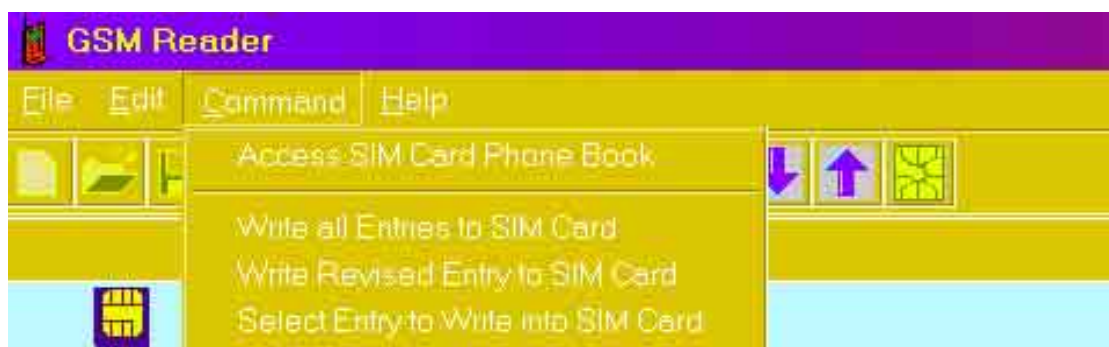 GSM Reader
File Edit Command Help
Access SIM Card Phone Book
Write all Entries to SIM Card
Write Revised Entry to SIM Card
Select Entry to Write into SIM Card